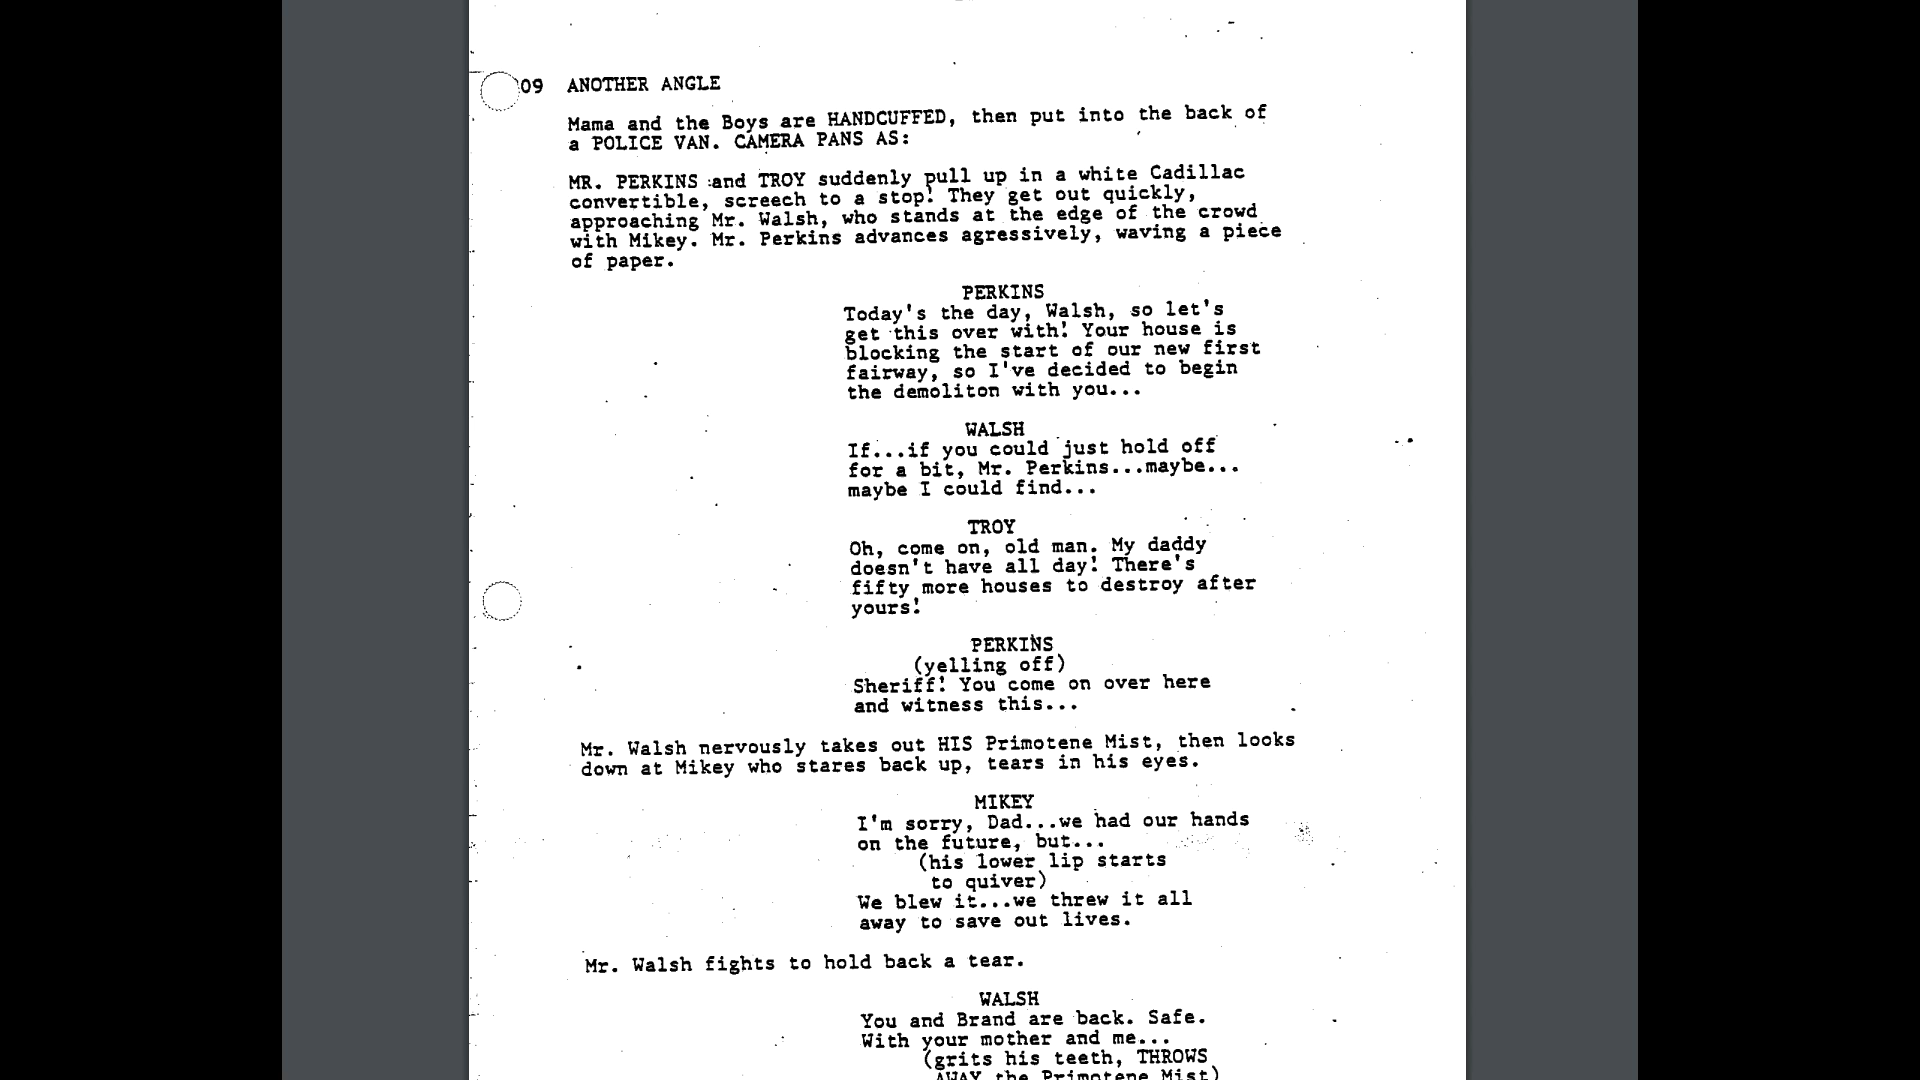 09 ANOTHER ANGLE
Mama and the Boys are HANDCUFFED, then put into the back of
a POLICE VAN. CAMERA PANS AS:
MR. PERKINS and TROY suddenly pull up in a white Cadillac
convertible, screech to a stop! They get out quickly,
approaching Mr. Walsh, who stands at the edge of the crowd
with Mikey. Mr. Perkins advances agressively, waving a piece
of paper.
PERKINS
Today's the day, Walsh, so let's
get this over with! Your house is
blocking the start of our new first
fairway, so I've decided to begin
the demoliton with you...
WALSH
If...if you could just hold off
for a bit, Mr. Perkins...maybe...
maybe I could find...
TROY
Oh, come on, old man. My daddy
doesn't have all day! There's
fifty more houses to destroy after
yours!
PERKINS
(yelling off)
Sheriff! You come on over here
and witness this...
Mr. Walsh nervously takes out HIS Primotene Mist, then looks
down at Mikey who stares back up, tears in his eyes.
MIKEY
I'm sorry, Dad...we had our hands
on the future, but...
(his lower lip starts
to quiver)
We blew it...we threw it all
away to save out lives.
Mr. Walsh fights to hold back a tear.
WALSH
You and Brand are back. Safe.
With your mother and me...
(grits his teeth, THROWS
AWAY the Primotene Mist)